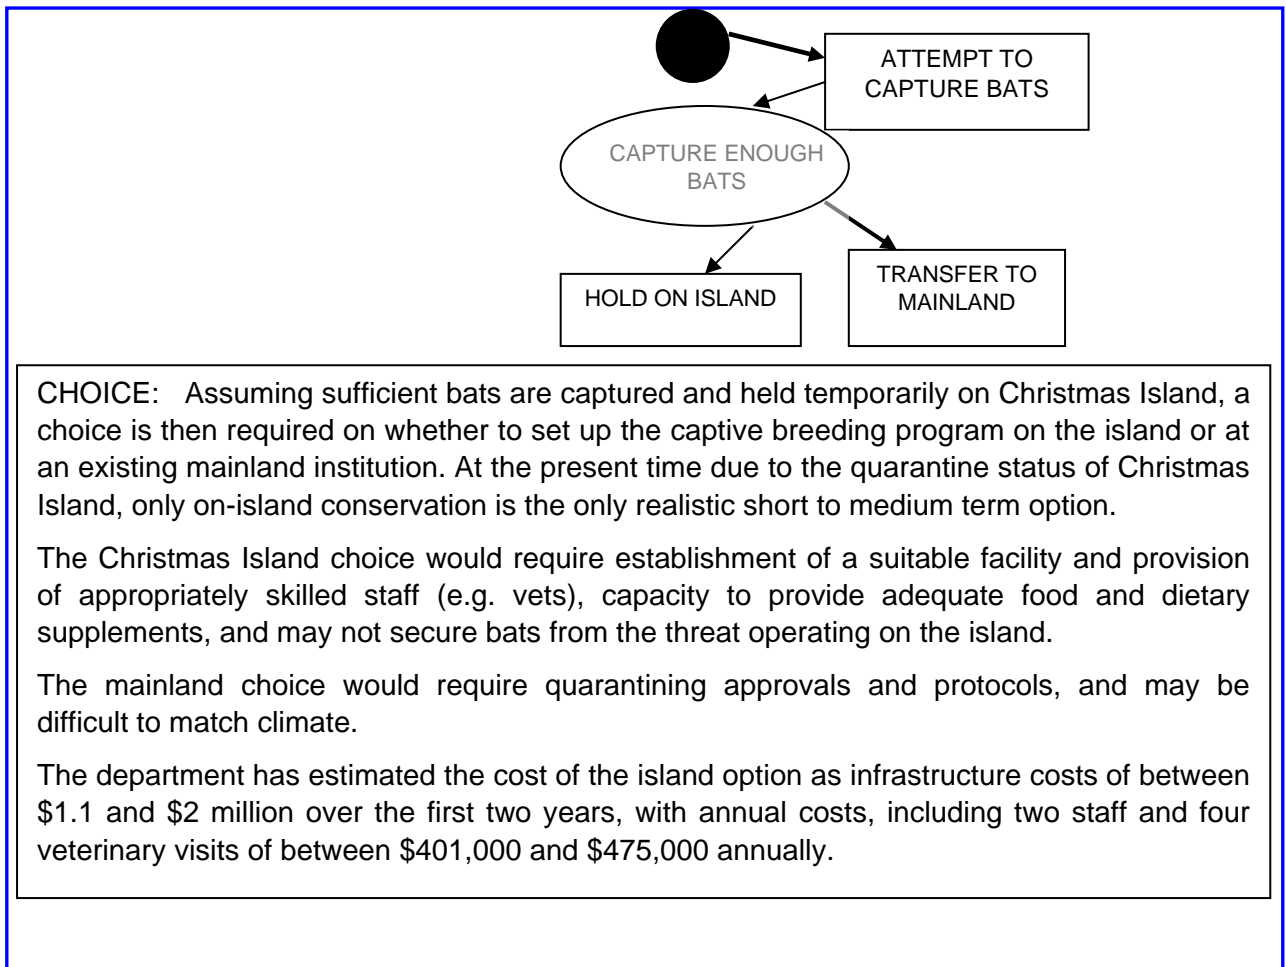 ATTEMPT TO
CAPTURE BATS
CAPTURE ENOUGH
BATS
HOLD ON ISLAND
TRANSFER TO
MAINLAND
CHOICE: Assuming sufficient bats are captured and held temporarily on Christmas Island, a
choice is then required on whether to set up the captive breeding program on the island or at
an existing mainland institution. At the present time due to the quarantine status of Christmas
Island, only on-island conservation is the only realistic short to medium term option.
The Christmas Island choice would require establishment of a suitable facility and provision
of appropriately skilled staff (e.g. vets), capacity to provide adequate food and dietary
supplements, and may not secure bats from the threat operating on the island.
The mainland choice would require quarantining approvals and protocols, and may be
difficult to match climate.
The department has estimated the cost of the island option as infrastructure costs of between
$1.1 and $2 million over the first two years, with annual costs, including two staff and four
veterinary visits of between $401,000 and $475,000 annually.